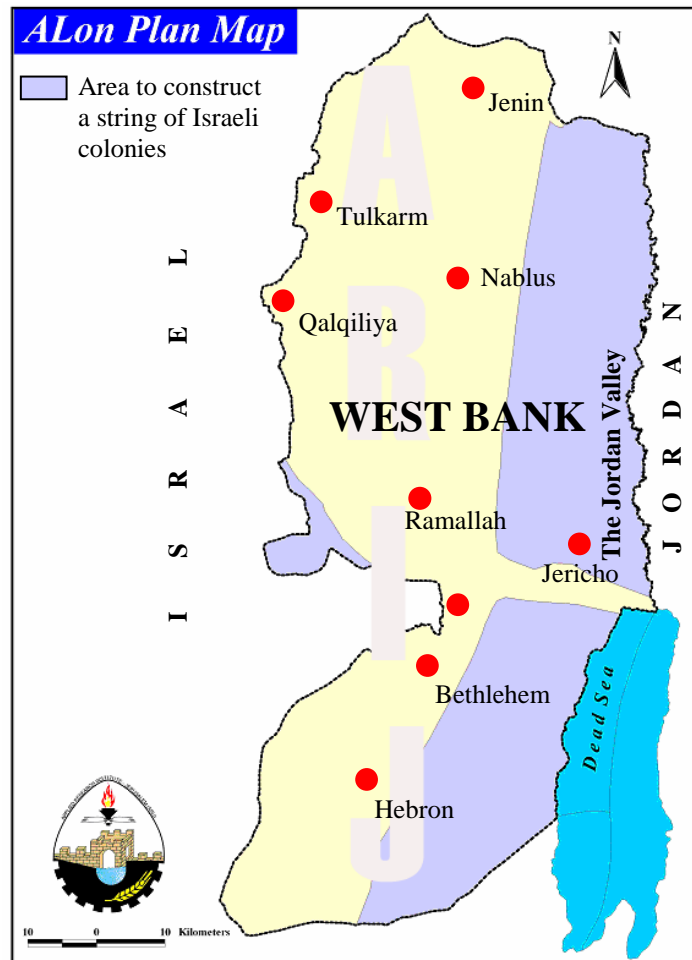 ALon Plan Map
Area to construct
a string of Israeli
colonies
N
Jenin
Tulkarm
Nablus
Qalqiliya
ISRAEL
WEST BANK
The Jordan Valley
JORDAN
Ramallah
Jericho
Bethlehem
Dead Sea
Hebron
ARIJ
10 0 10 Kilometers